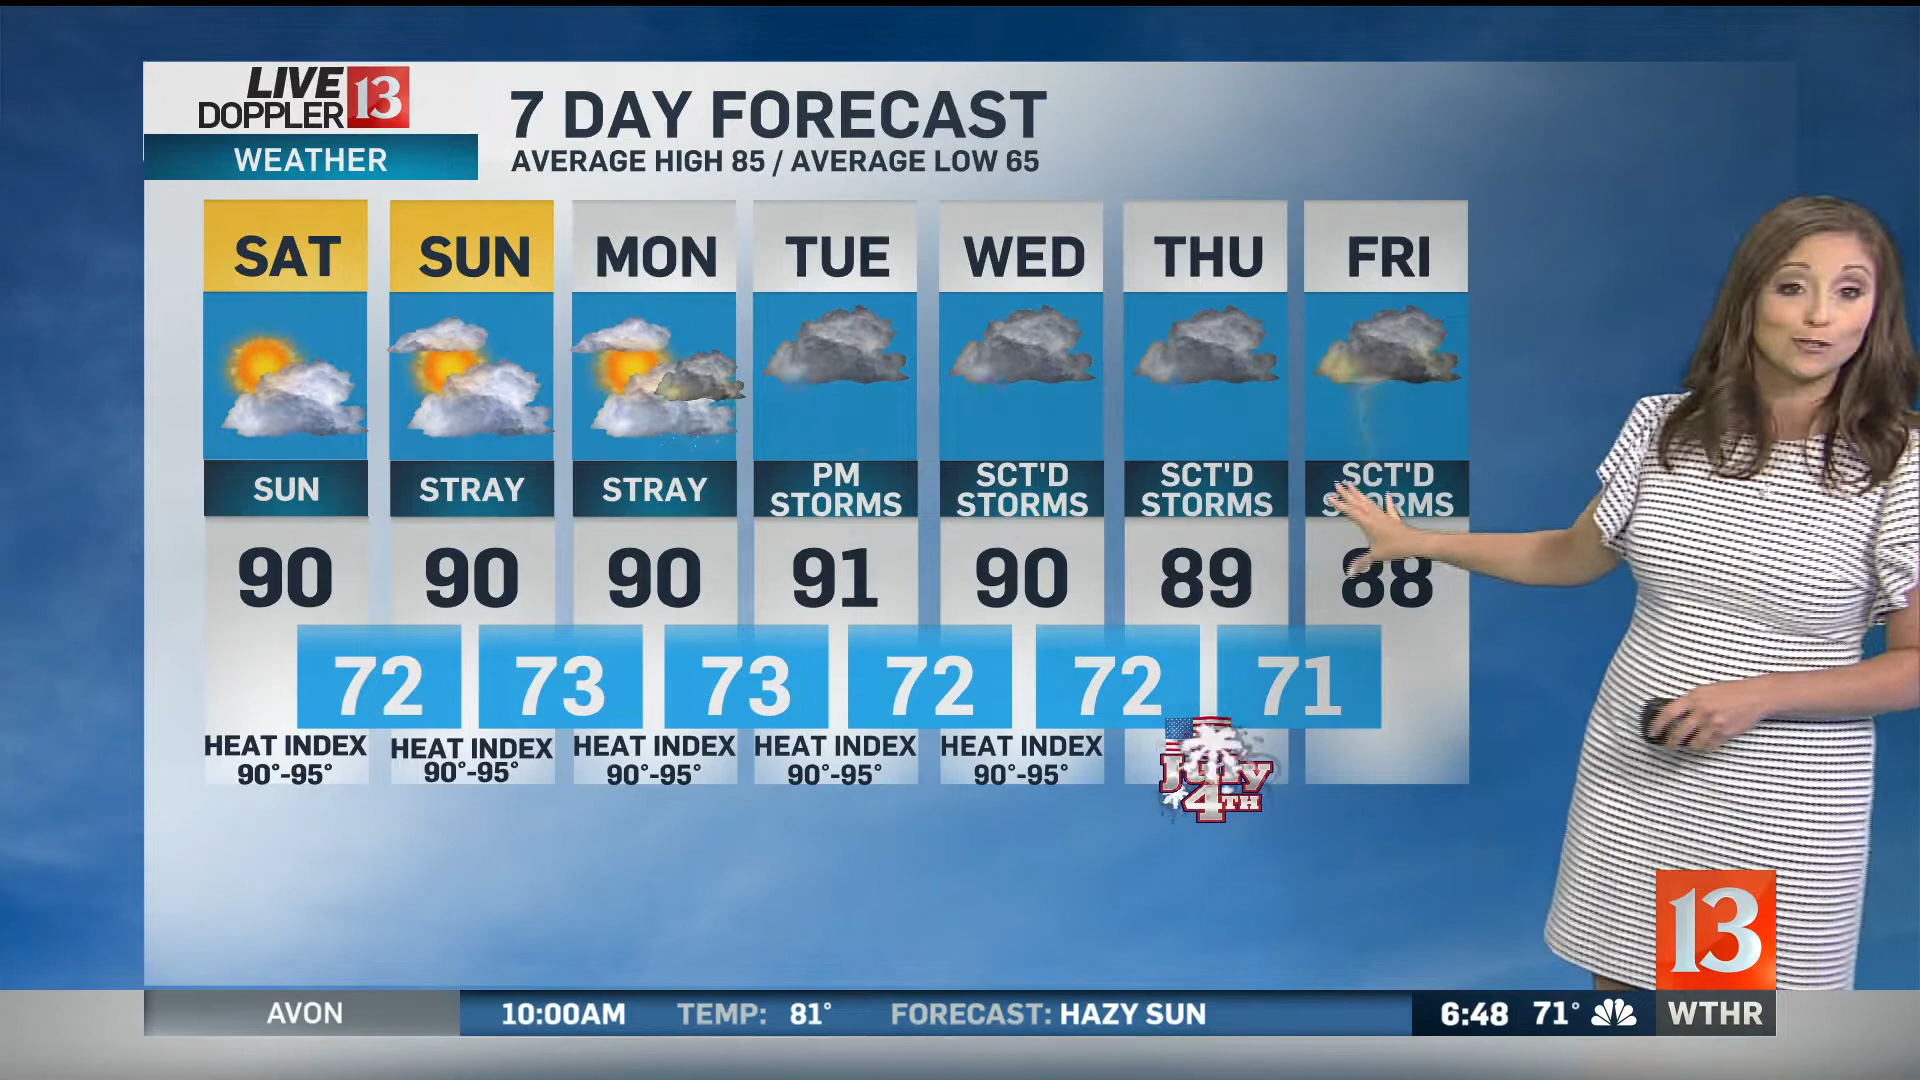 LIVE
DOPPLER 13
WEATHER
7 DAY FORECAST
AVERAGE HIGH 85 / AVERAGE LOW 65
SAT SUN MON TUE WED THU FRI
SUN STRAY STRAY PM STORMS SCT'D STORMS SCT'D STORMS SCT'D STORMS
90 90 90 91 90 89 88
72 73 73 72 72 71
HEAT INDEX HEAT INDEX HEAT INDEX HEAT INDEX HEAT INDEX
90°-95° 90°-95° 90°-95° 90°-95° 90°-95°
July
4TH
13
AVON 10:00AM TEMP: 81° FORECAST: HAZY SUN 6:48 71° WTHR